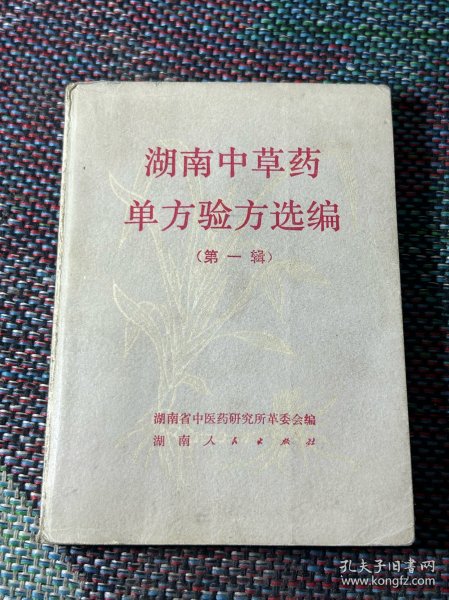 湖南中草药
单方验方选编
（第一辑）
湖南省中医药研究所革委会编
湖南人民出版社
孔夫子旧书网
www.kongfz.com